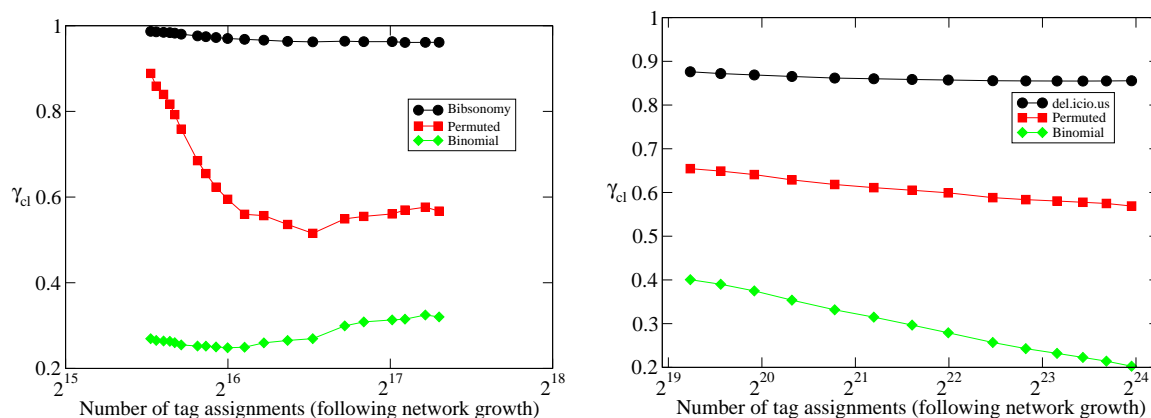 1
0.8
0.6
0.4
0.2
γcl
Bibsonomy
Permuted
Binomial
2^15
2^16
2^17
2^18
Number of tag assignments (following network growth)
1
0.9
0.8
0.7
0.6
0.5
0.4
0.3
0.2
γcl
del.icio.us
Permuted
Binomial
2^19
2^20
2^21
2^22
2^23
2^24
Number of tag assignments (following network growth)